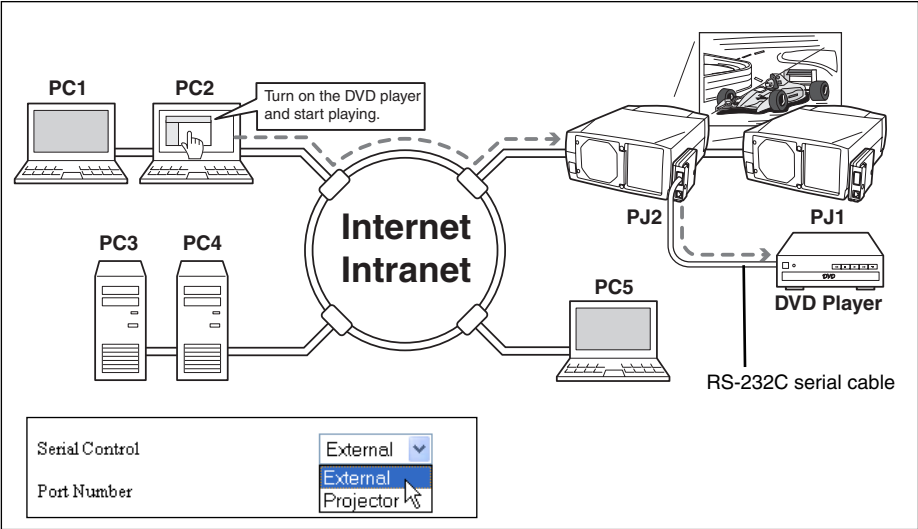 PC1
PC2
Turn on the DVD player
and start playing.
Internet
Intranet
PJ2
PJ1
PC3
PC4
DVD
DVD Player
PC5
RS-232C serial cable
Serial Control
External
External
Port Number
Projector